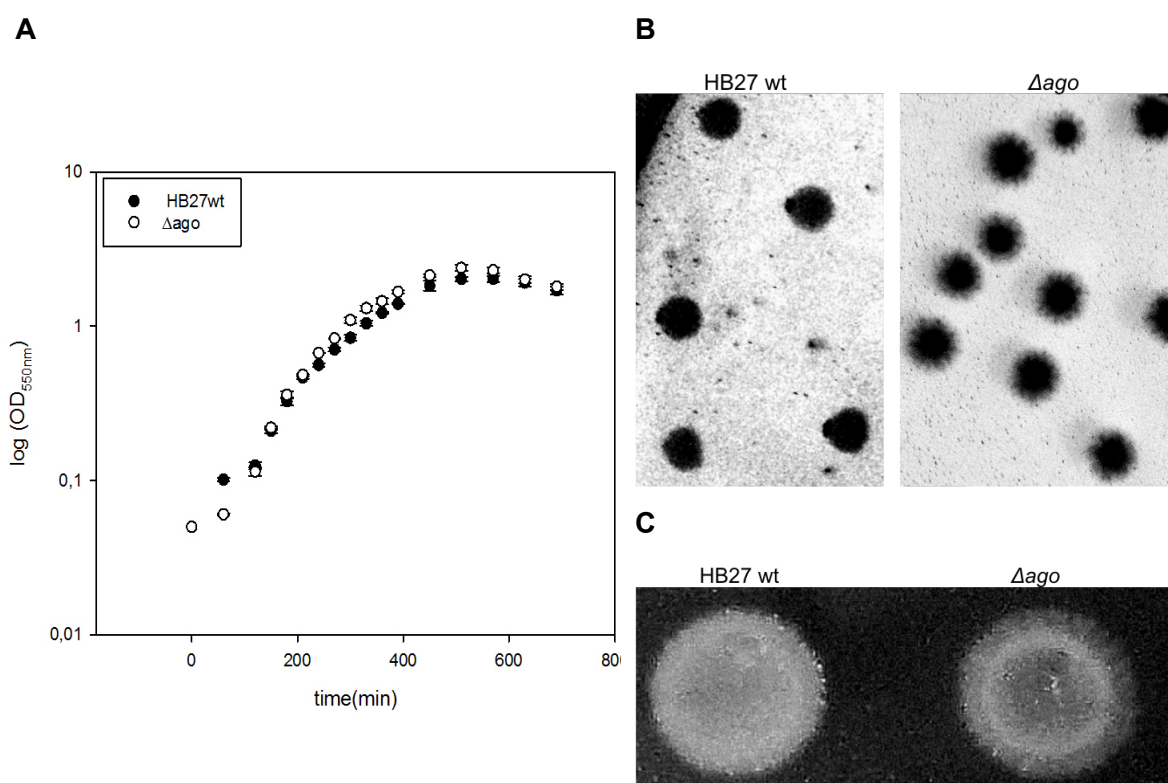 A
10
1
0,1
0,01
log (OD550nm)
HB27wt
Δago
0
200
400
600
80
time(min)
B
HB27 wt
Δago
C
HB27 wt
Δago